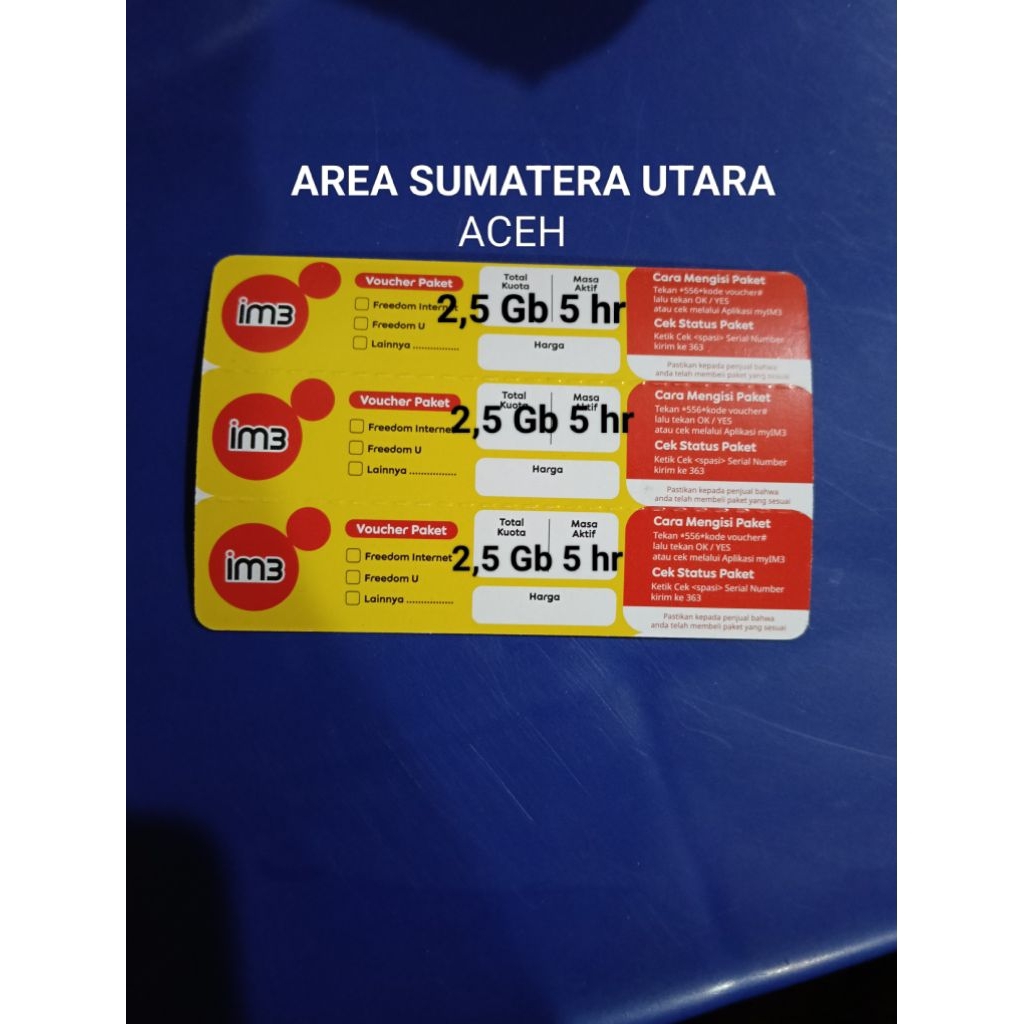 AREA SUMATERA UTARA
ACEH
im3
Voucher Paket
Freedom Internet
Freedom U
Lainnya ................
Total Kuota
Masa Aktif
2,5 Gb 5 hr
Harga
Cara Mengisi Paket
Tekan *556*kode voucher#
lalu tekan OK / YES
atau cek melalui Aplikasi myIM3
Cek Status Paket
Ketik Cek <spasi> Serial Number
kirim ke 363
Pastikan kepada penjual bahwa
anda telah membeli paket yang sesuai
im3
Voucher Paket
Freedom Internet
Freedom U
Lainnya ................
Total Kuota
Masa Aktif
2,5 Gb 5 hr
Harga
Cara Mengisi Paket
Tekan *556*kode voucher#
lalu tekan OK / YES
atau cek melalui Aplikasi myIM3
Cek Status Paket
Ketik Cek <spasi> Serial Number
kirim ke 363
Pastikan kepada penjual bahwa
anda telah membeli paket yang sesuai
im3
Voucher Paket
Freedom Internet
Freedom U
Lainnya ................
Total Kuota
Masa Aktif
2,5 Gb 5 hr
Harga
Cara Mengisi Paket
Tekan *556*kode voucher#
lalu tekan OK / YES
atau cek melalui Aplikasi myIM3
Cek Status Paket
Ketik Cek <spasi> Serial Number
kirim ke 363
Pastikan kepada penjual bahwa
anda telah membeli paket yang sesuai